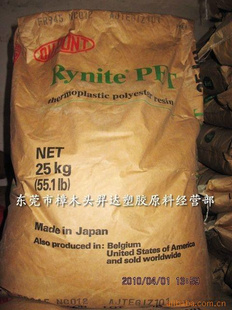 DUPONT
Rynite® PET
thermoplastic polyester resin
NET
25 kg
(55.1 lb)
东莞市樟木头昇达塑胶原料经营部
Made in Japan
Also produced in: Belgium
United States of America
and sold worldwide
2010/04/01